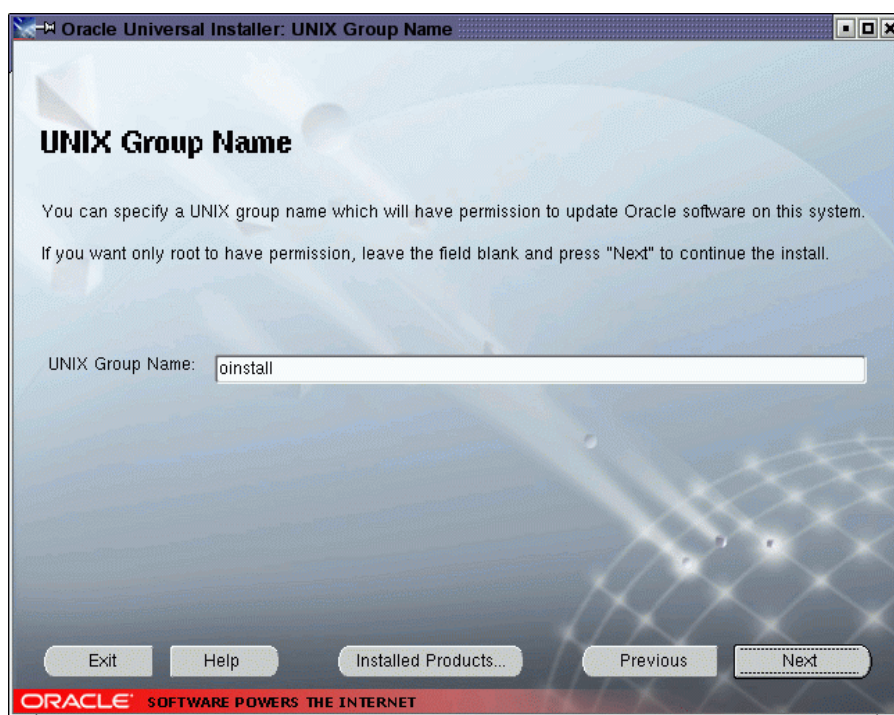 Oracle Universal Installer: UNIX Group Name
UNIX Group Name
You can specify a UNIX group name which will have permission to update Oracle software on this system.
If you want only root to have permission, leave the field blank and press "Next" to continue the install.
UNIX Group Name: oinstall
Exit Help Installed Products... Previous Next
ORACLE® SOFTWARE POWERS THE INTERNET